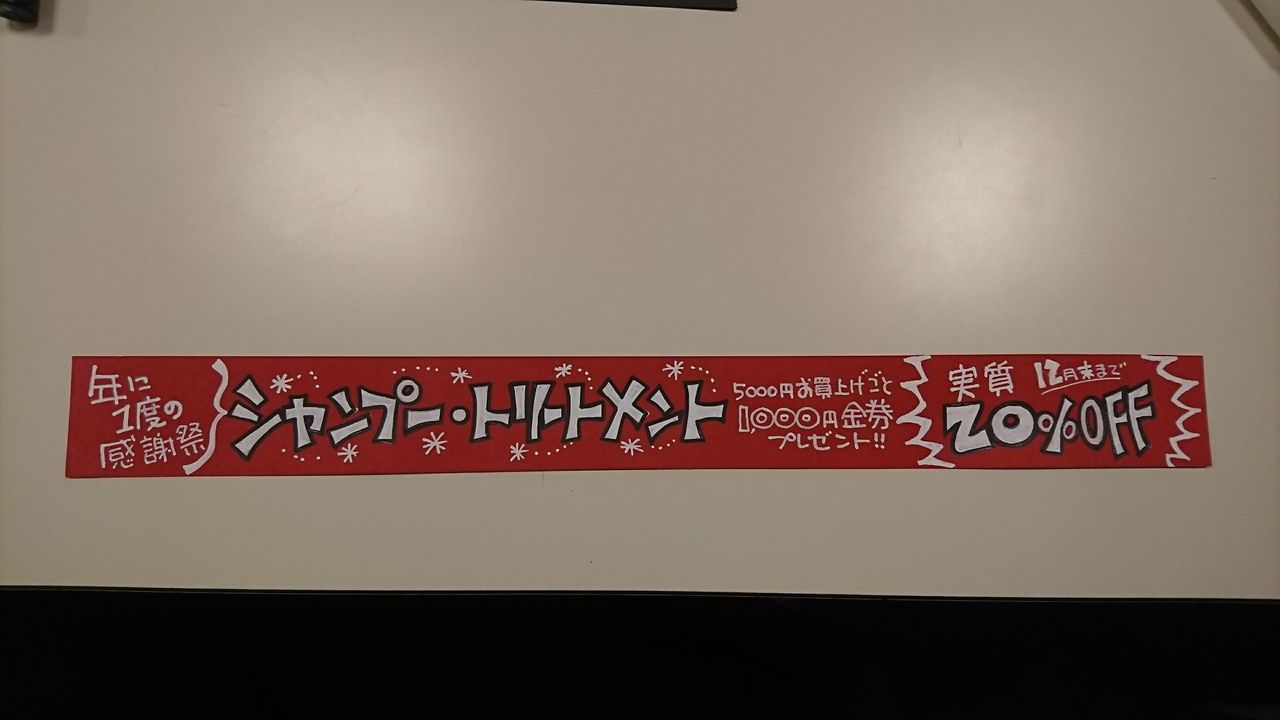 年に
1度の
感謝祭
シャンプー・トリートメント
5000円お買上げごと
1,000円金券
プレゼント!!
実質 12月末まで
20%OFF